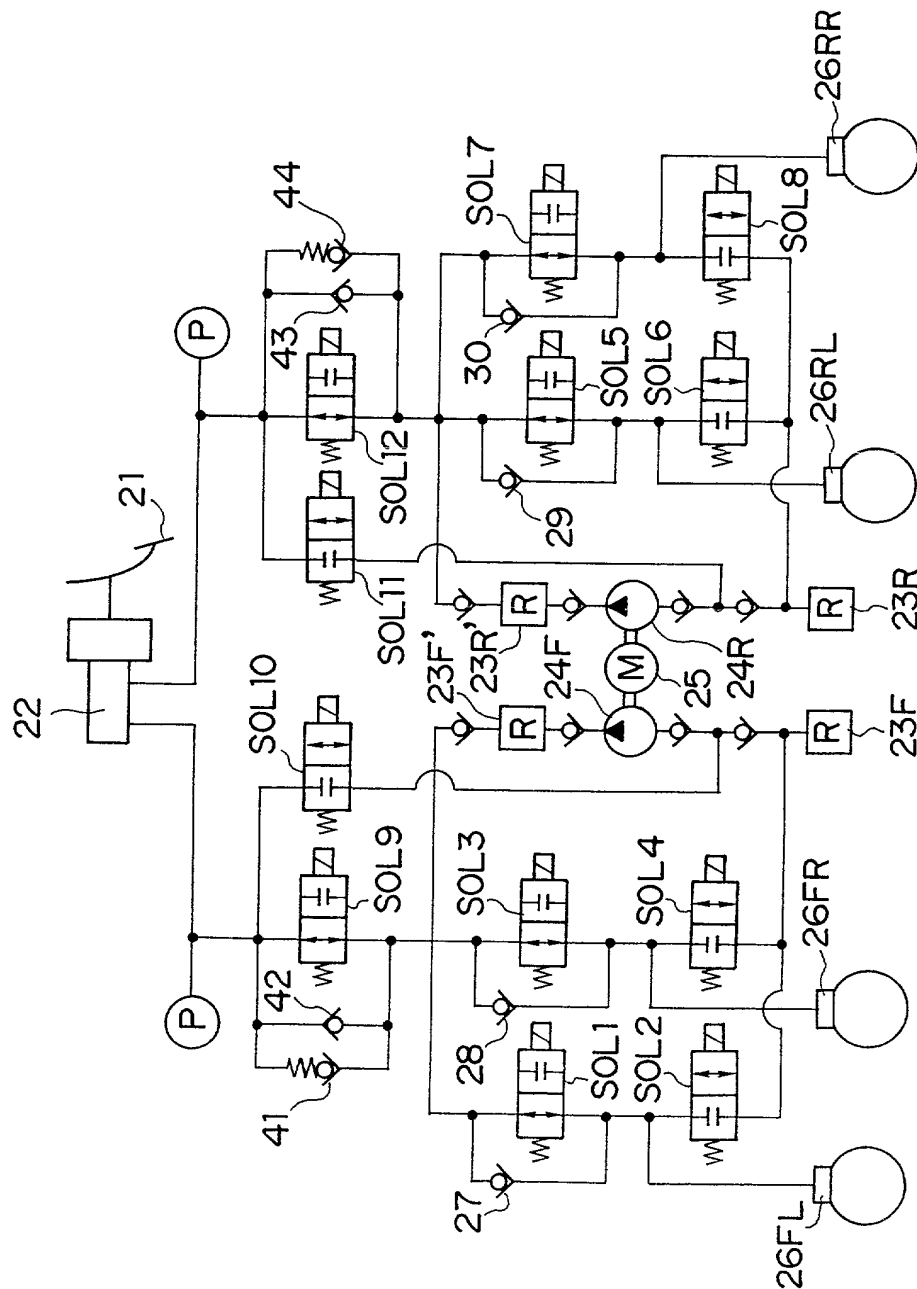 21
22
P
P
44
43
SOL12
SOL11
SOL10
SOL9
42
41
SOL7
30
SOL5
29
SOL3
28
SOL1
27
SOL8
SOL6
SOL4
SOL2
23F'
R
23R'
R
24F
M
25
24R
R
23F
R
23R
26RR
26RL
26FR
26FL